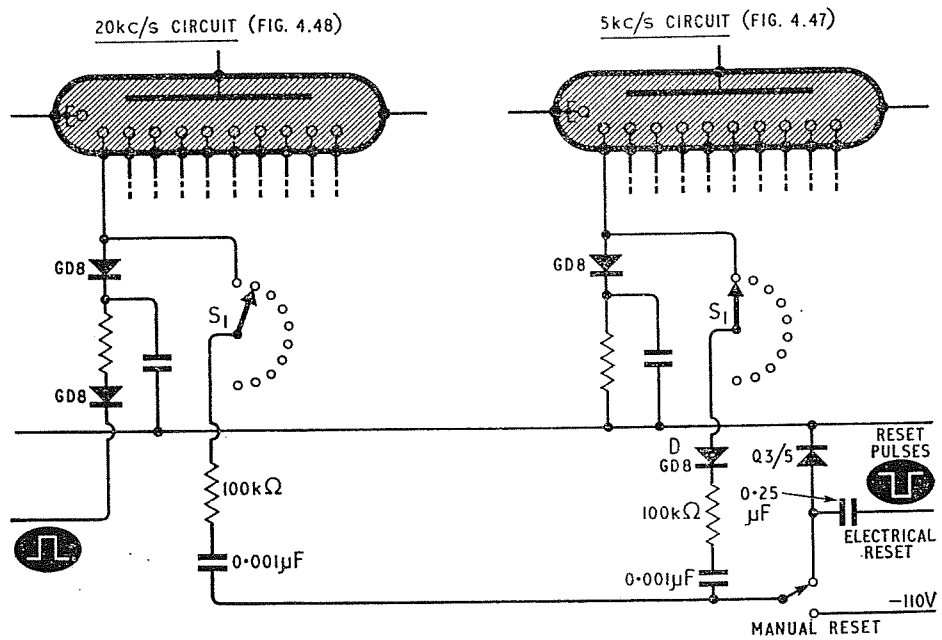 20kc/s CIRCUIT (FIG. 4.48)
5kc/s CIRCUIT (FIG. 4.47)
GD8
S1
GD8
GD8
S1
D
GD8
Q3/5
RESET
PULSES
0·25
µF
100kΩ
100kΩ
ELECTRICAL
RESET
0·001µF
0·001µF
-110V
MANUAL RESET